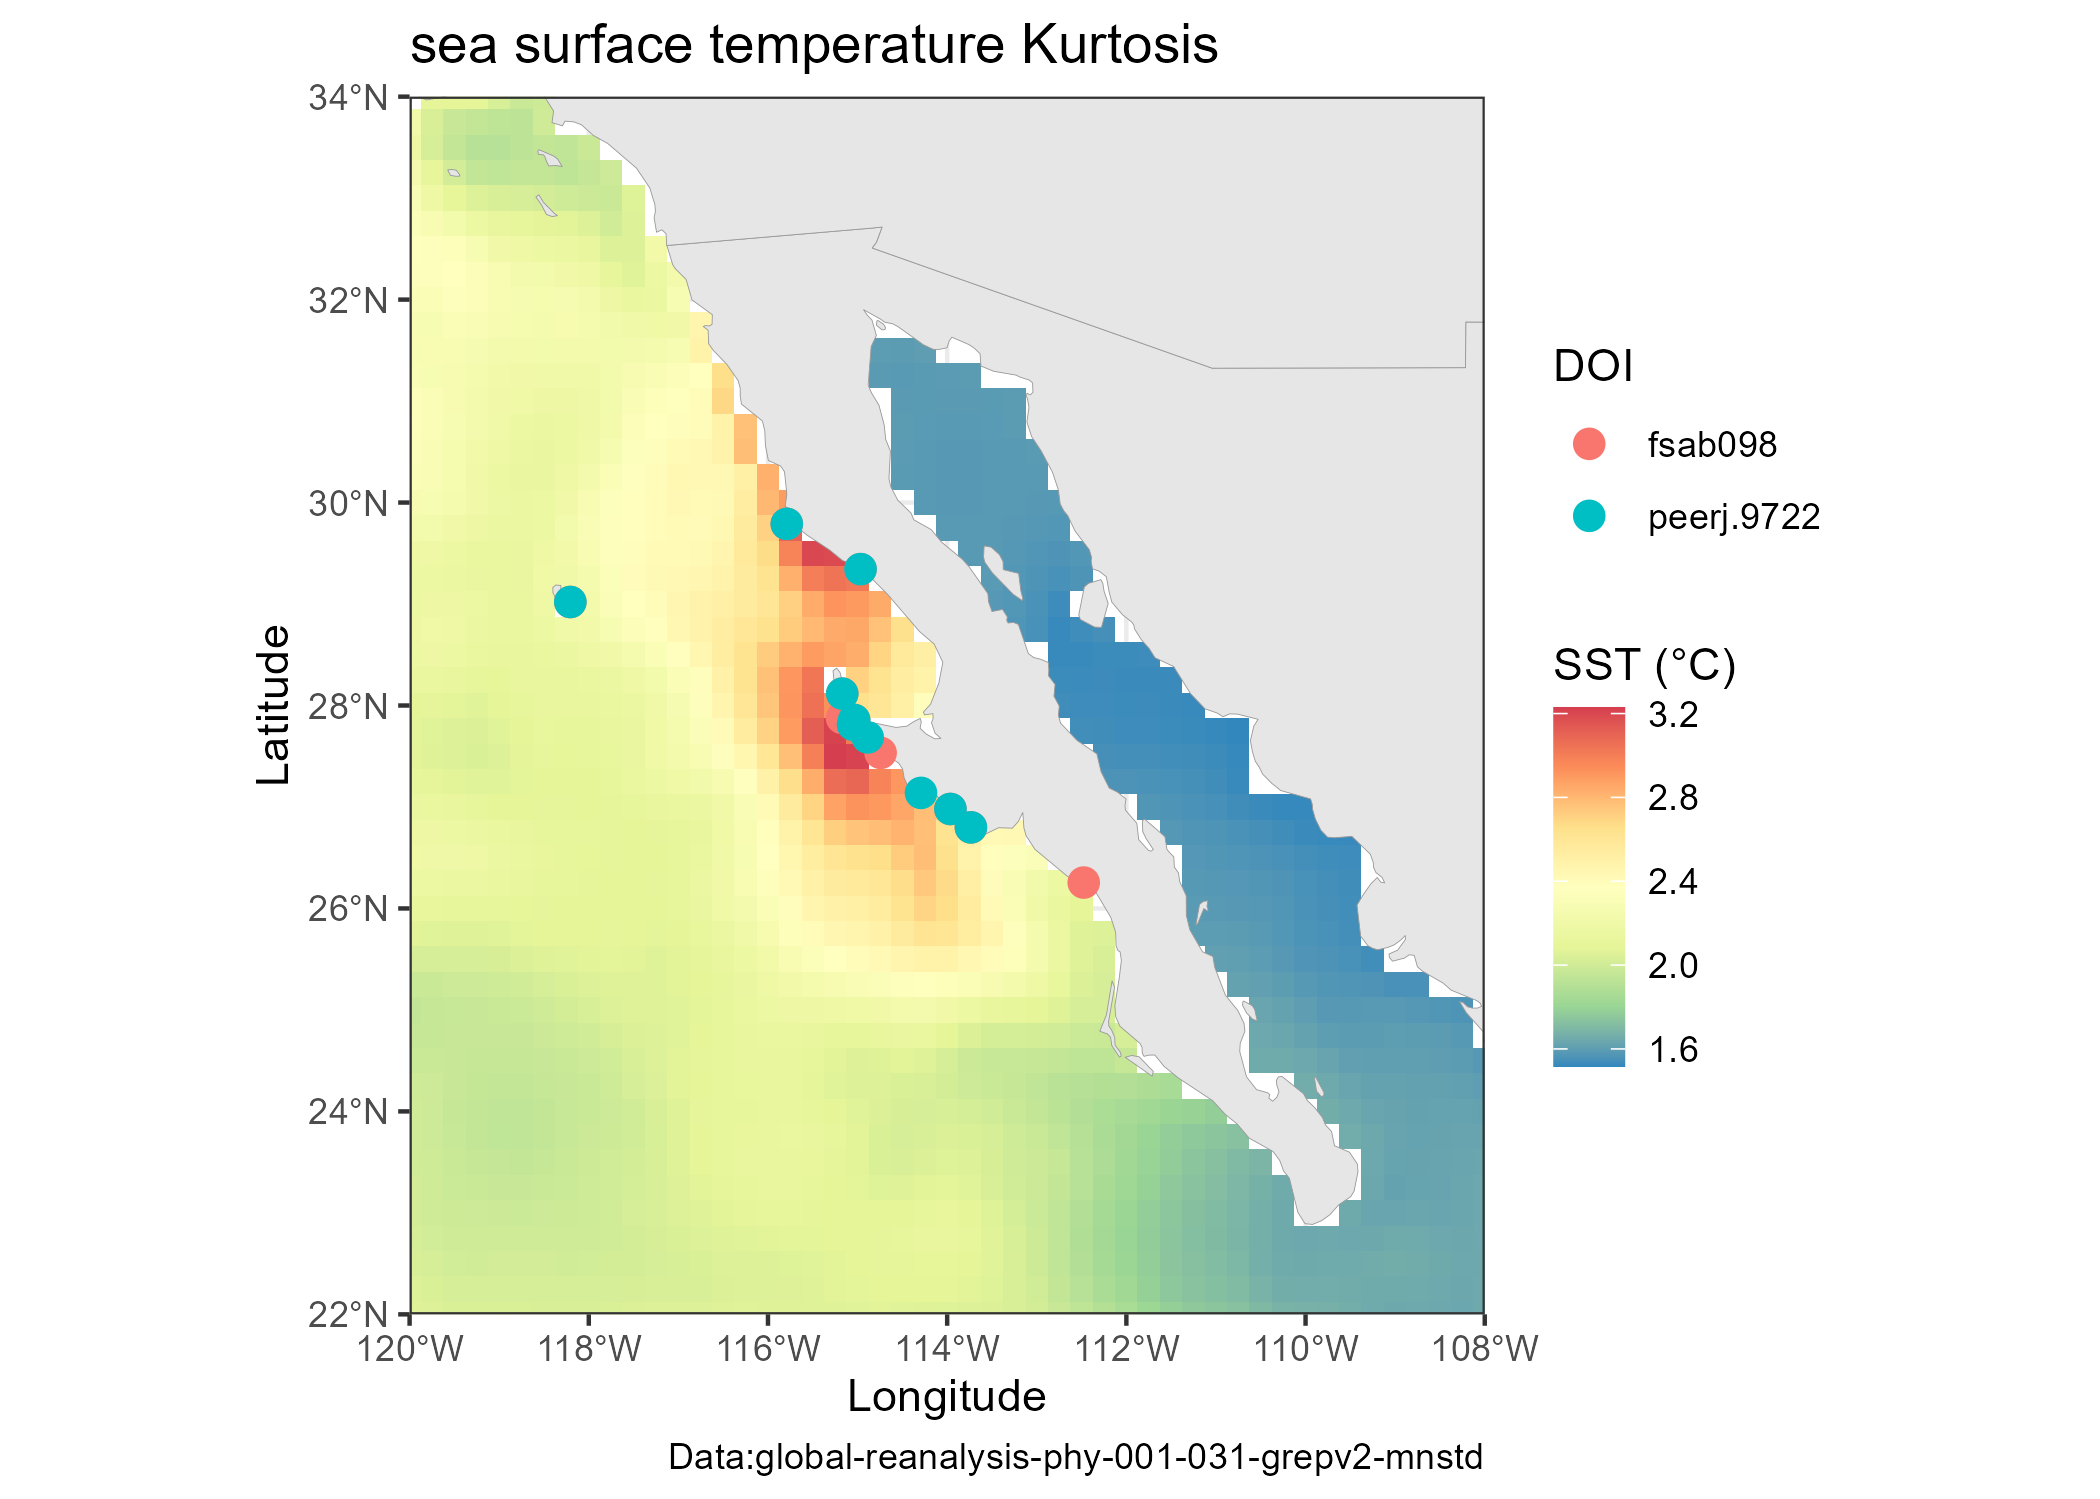 sea surface temperature Kurtosis
34°N
32°N
30°N
28°N
26°N
24°N
22°N
Latitude
120°W
118°W
116°W
114°W
112°W
110°W
108°W
Longitude
Data:global-reanalysis-phy-001-031-grepv2-mnstd
DOI
fsab098
peerj.9722
SST (°C)
3.2
2.8
2.4
2.0
1.6